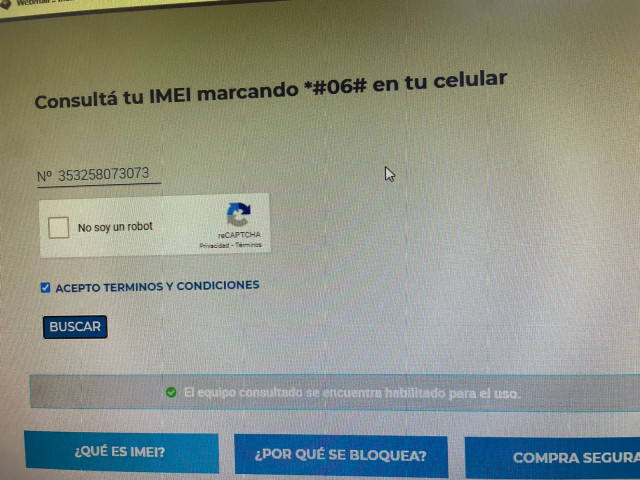 Consultá tu IMEI marcando *#06# en tu celular
Nº 353258073073
No soy un robot
reCAPTCHA
Privacidad - Términos
ACEPTO TERMINOS Y CONDICIONES
BUSCAR
El equipo consultado se encuentra habilitado para el uso.
¿QUÉ ES IMEI?
¿POR QUÉ SE BLOQUEA?
COMPRA SEGURA